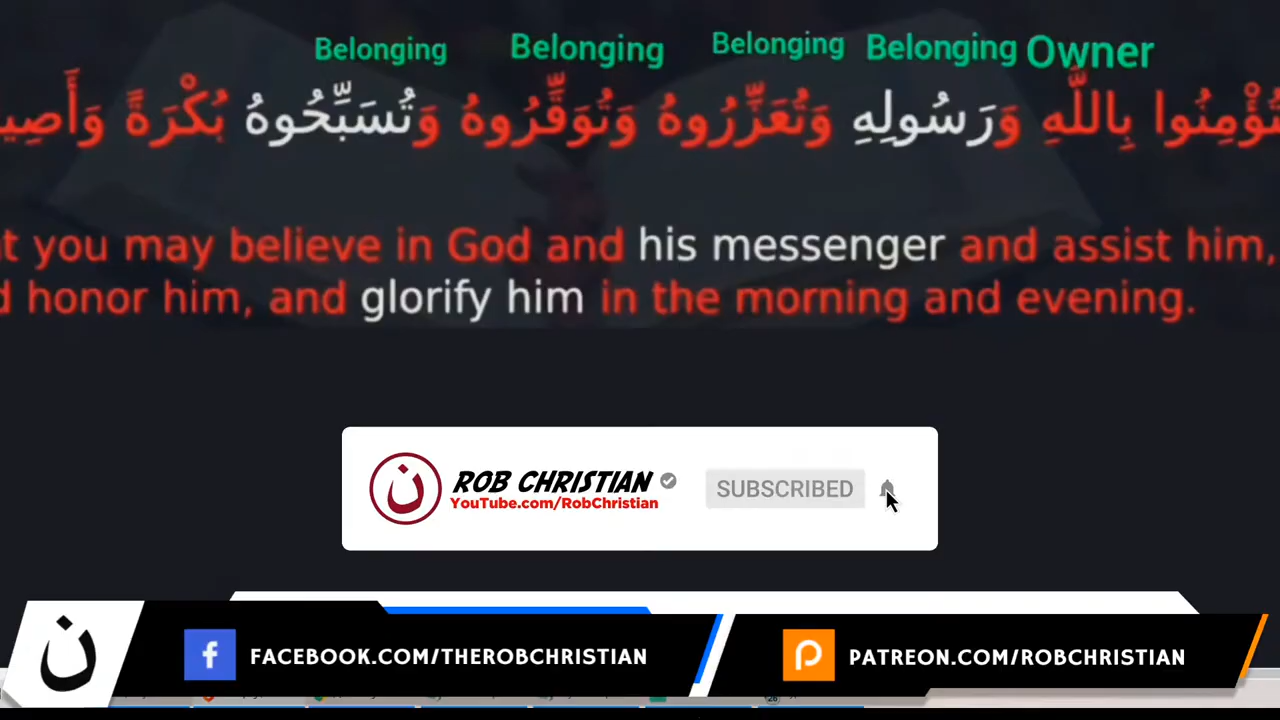 Belonging Belonging Belonging Belonging Owner
تُؤْمِنُوا بِاللَّهِ وَرَسُولِهِ وَتُعَزِّرُوهُ وَتُوَقِّرُوهُ وَتُسَبِّحُوهُ بُكْرَةً
you may believe in God and his messenger and assist him,
honor him, and glorify him in the morning and evening.
ROB CHRISTIAN
YouTube.com/RobChristian
SUBSCRIBED
ن
ن
FACEBOOK.COM/THEROBCHRISTIAN
PATREON.COM/ROBCHRISTIAN